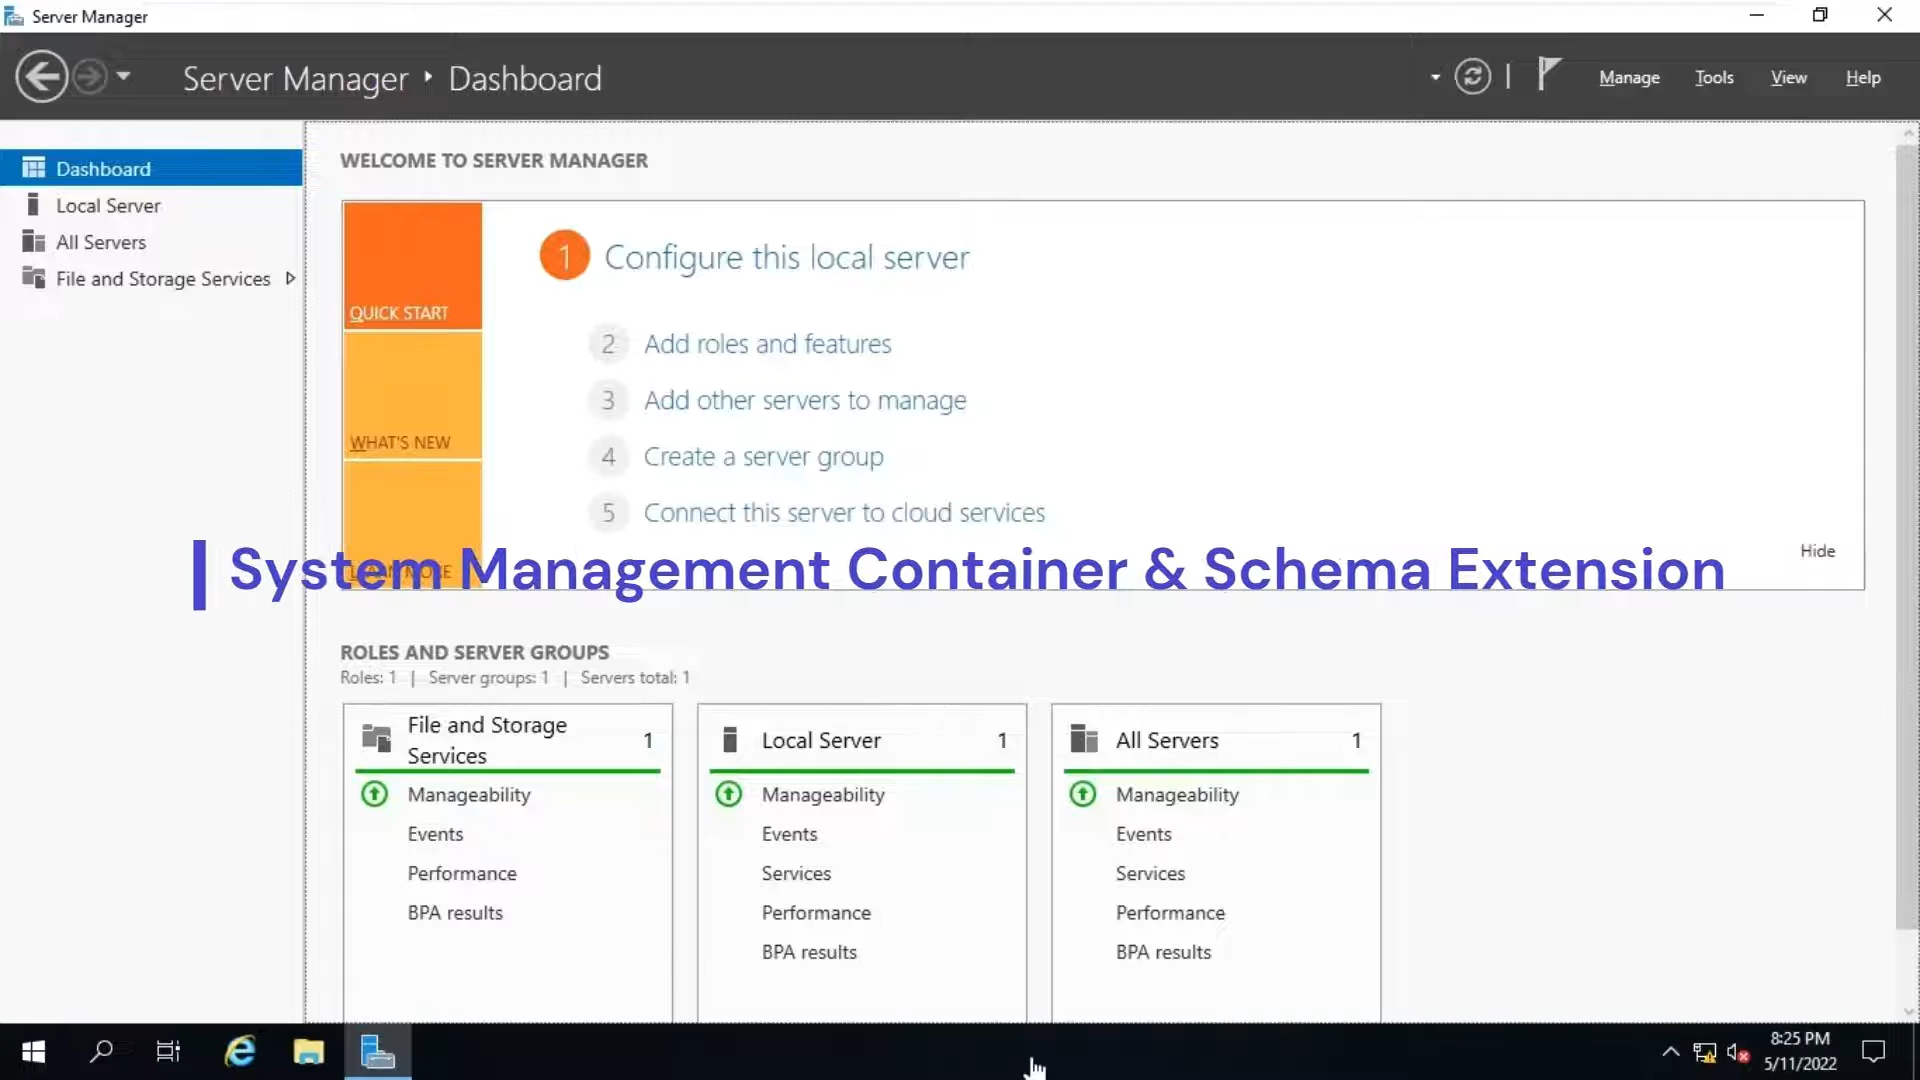 Server Manager
Server Manager ‣ Dashboard
Manage Tools View Help
Dashboard
Local Server
All Servers
File and Storage Services
WELCOME TO SERVER MANAGER
QUICK START
WHAT'S NEW
1 Configure this local server
2 Add roles and features
3 Add other servers to manage
4 Create a server group
5 Connect this server to cloud services
Hide
System Management Container & Schema Extension
ROLES AND SERVER GROUPS
Roles: 1 | Server groups: 1 | Servers total: 1
File and Storage
Services 1
Manageability
Events
Performance
BPA results
Local Server 1
Manageability
Events
Services
Performance
BPA results
All Servers 1
Manageability
Events
Services
Performance
BPA results
8:25 PM
5/11/2022